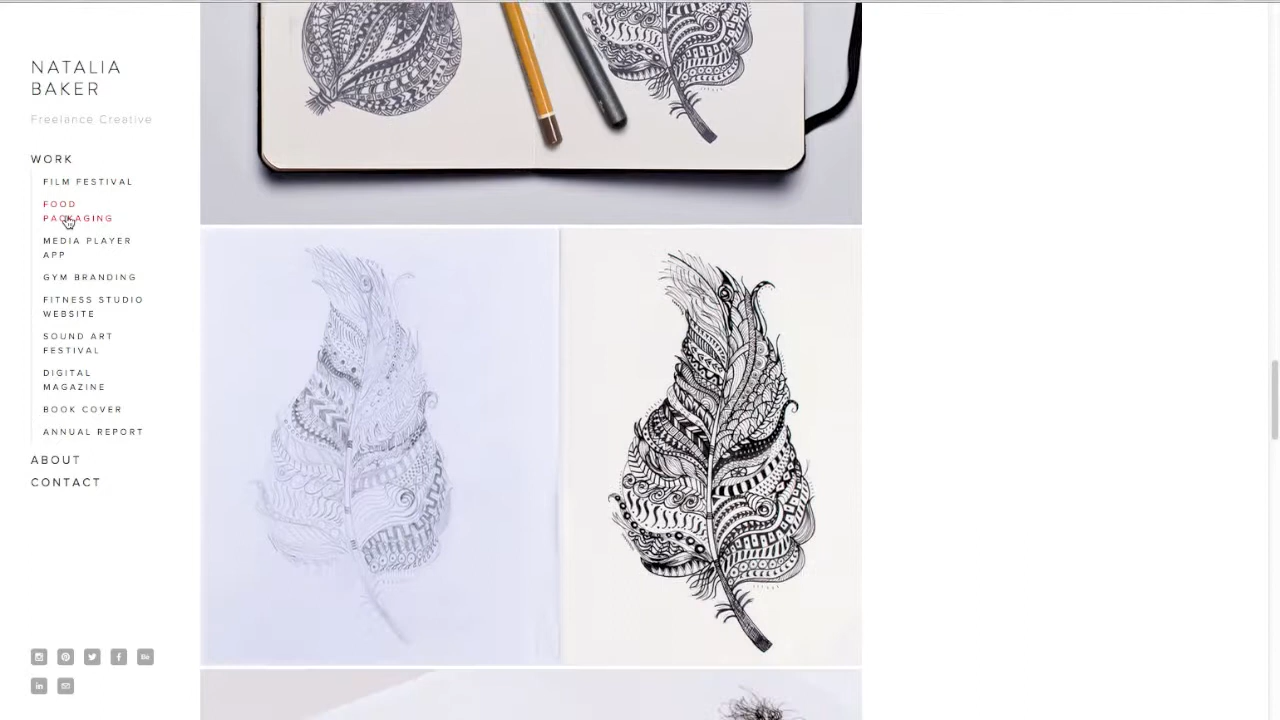 NATALIA
BAKER
Freelance Creative
WORK
FILM FESTIVAL
FOOD
PACKAGING
MEDIA PLAYER
APP
GYM BRANDING
FITNESS STUDIO
WEBSITE
SOUND ART
FESTIVAL
DIGITAL
MAGAZINE
BOOK COVER
ANNUAL REPORT
ABOUT
CONTACT